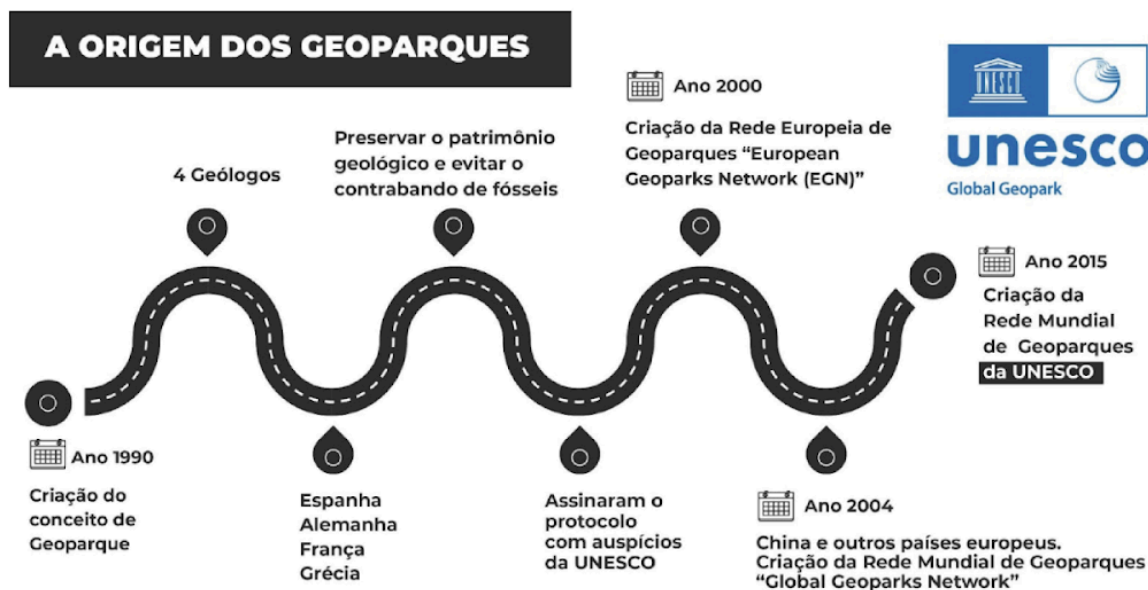 A ORIGEM DOS GEOPARQUES
Ano 1990
Criação do
conceito de
Geoparque
4 Geólogos
Espanha
Alemanha
França
Grécia
Preservar o patrimônio
geológico e evitar o
contrabando de fósseis
Assinaram o
protocolo
com auspícios
da UNESCO
Ano 2000
Criação da Rede Europeia de
Geoparques “European
Geoparks Network (EGN)”
Ano 2004
China e outros países europeus.
Criação da Rede Mundial de Geoparques
“Global Geoparks Network”
Ano 2015
Criação da
Rede Mundial
de Geoparques
da UNESCO
UNESCO
unesco
Global Geopark